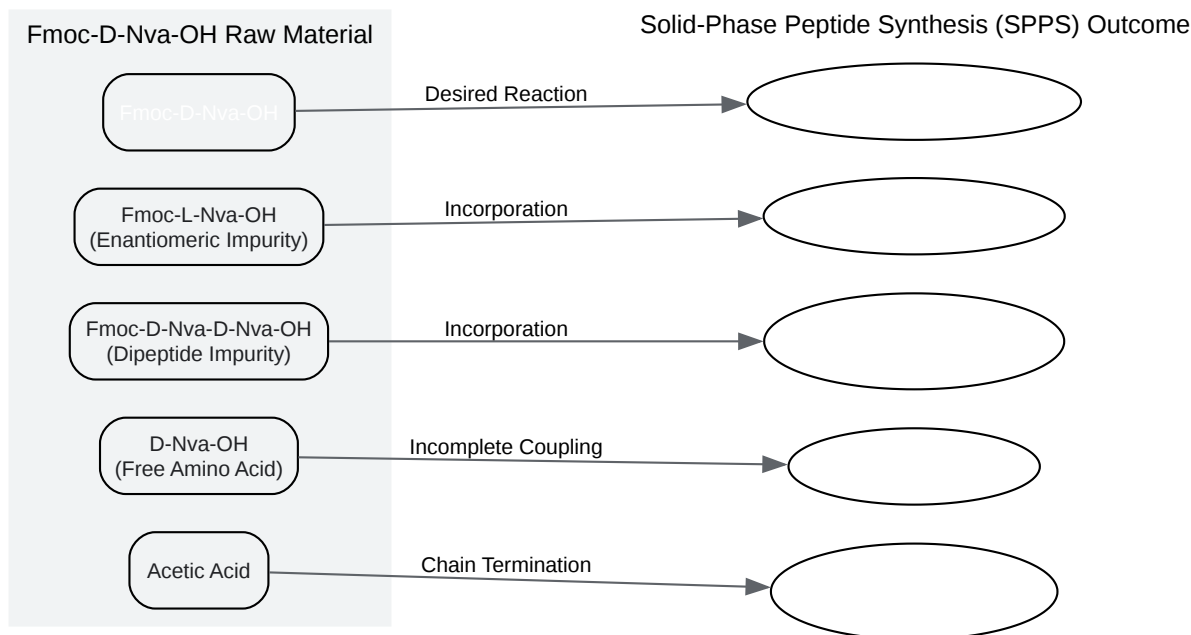 Fmoc-D-Nva-OH Raw Material
Solid-Phase Peptide Synthesis (SPPS) Outcome
Fmoc-D-Nva-OH
Desired Reaction
Fmoc-L-Nva-OH
(Enantiomeric Impurity)
Incorporation
Fmoc-D-Nva-D-Nva-OH
(Dipeptide Impurity)
Incorporation
D-Nva-OH
(Free Amino Acid)
Incomplete Coupling
Acetic Acid
Chain Termination